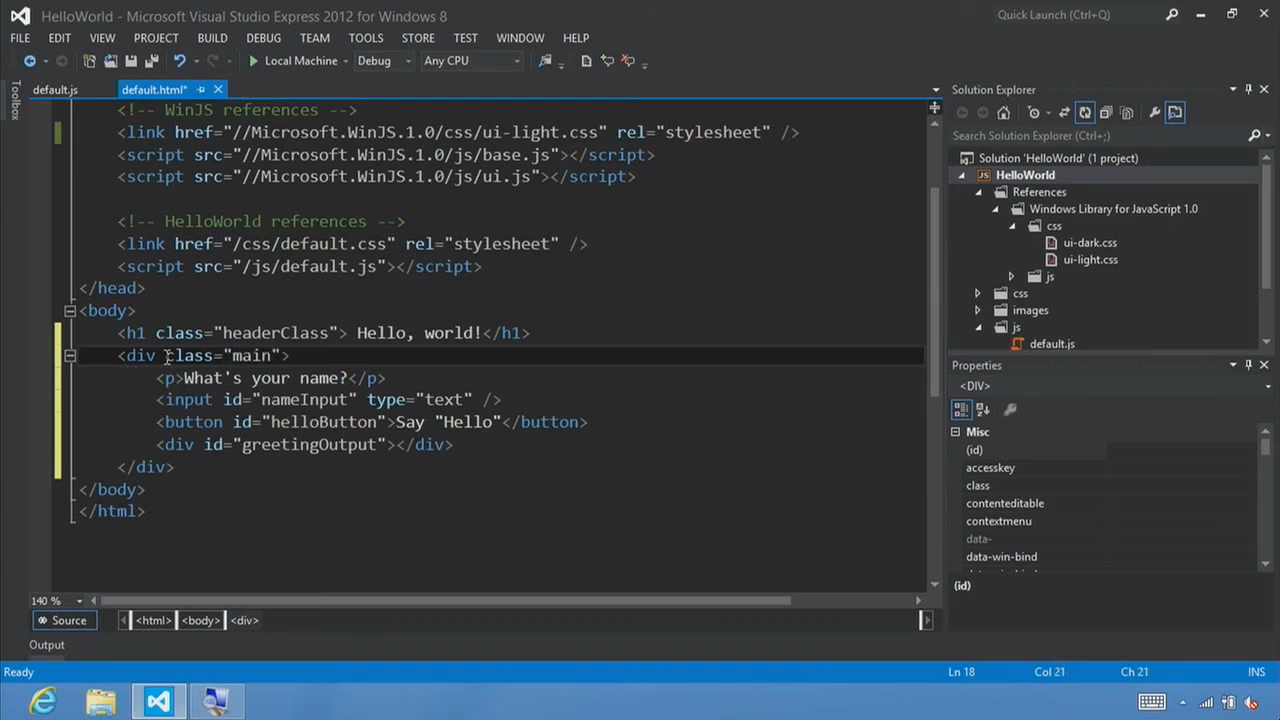 HelloWorld - Microsoft Visual Studio Express 2012 for Windows 8
Quick Launch (Ctrl+Q)
FILE EDIT VIEW PROJECT BUILD DEBUG TEAM TOOLS STORE TEST WINDOW HELP
Local Machine Debug Any CPU
Toolbox
default.js default.html*
<!-- WinJS references -->
<link href="//Microsoft.WinJS.1.0/css/ui-light.css" rel="stylesheet" />
<script src="//Microsoft.WinJS.1.0/js/base.js"></script>
<script src="//Microsoft.WinJS.1.0/js/ui.js"></script>
<!-- HelloWorld references -->
<link href="/css/default.css" rel="stylesheet" />
<script src="/js/default.js"></script>
</head>
<body>
<h1 class="headerClass"> Hello, world!</h1>
<div class="main">
<p>What's your name?</p>
<input id="nameInput" type="text" />
<button id="helloButton">Say "Hello"</button>
<div id="greetingOutput"></div>
</div>
</body>
</html>
140 %
Source <html> <body> <div>
Output
Solution Explorer
Search Solution Explorer (Ctrl+;)
Solution 'HelloWorld' (1 project)
JS HelloWorld
References
Windows Library for JavaScript 1.0
css
ui-dark.css
ui-light.css
js
css
images
js
default.js
Properties
<DIV>
Misc
(id)
accesskey
class
contenteditable
contextmenu
data-
data-win-bind
(id)
Ready Ln 18 Col 21 Ch 21 INS